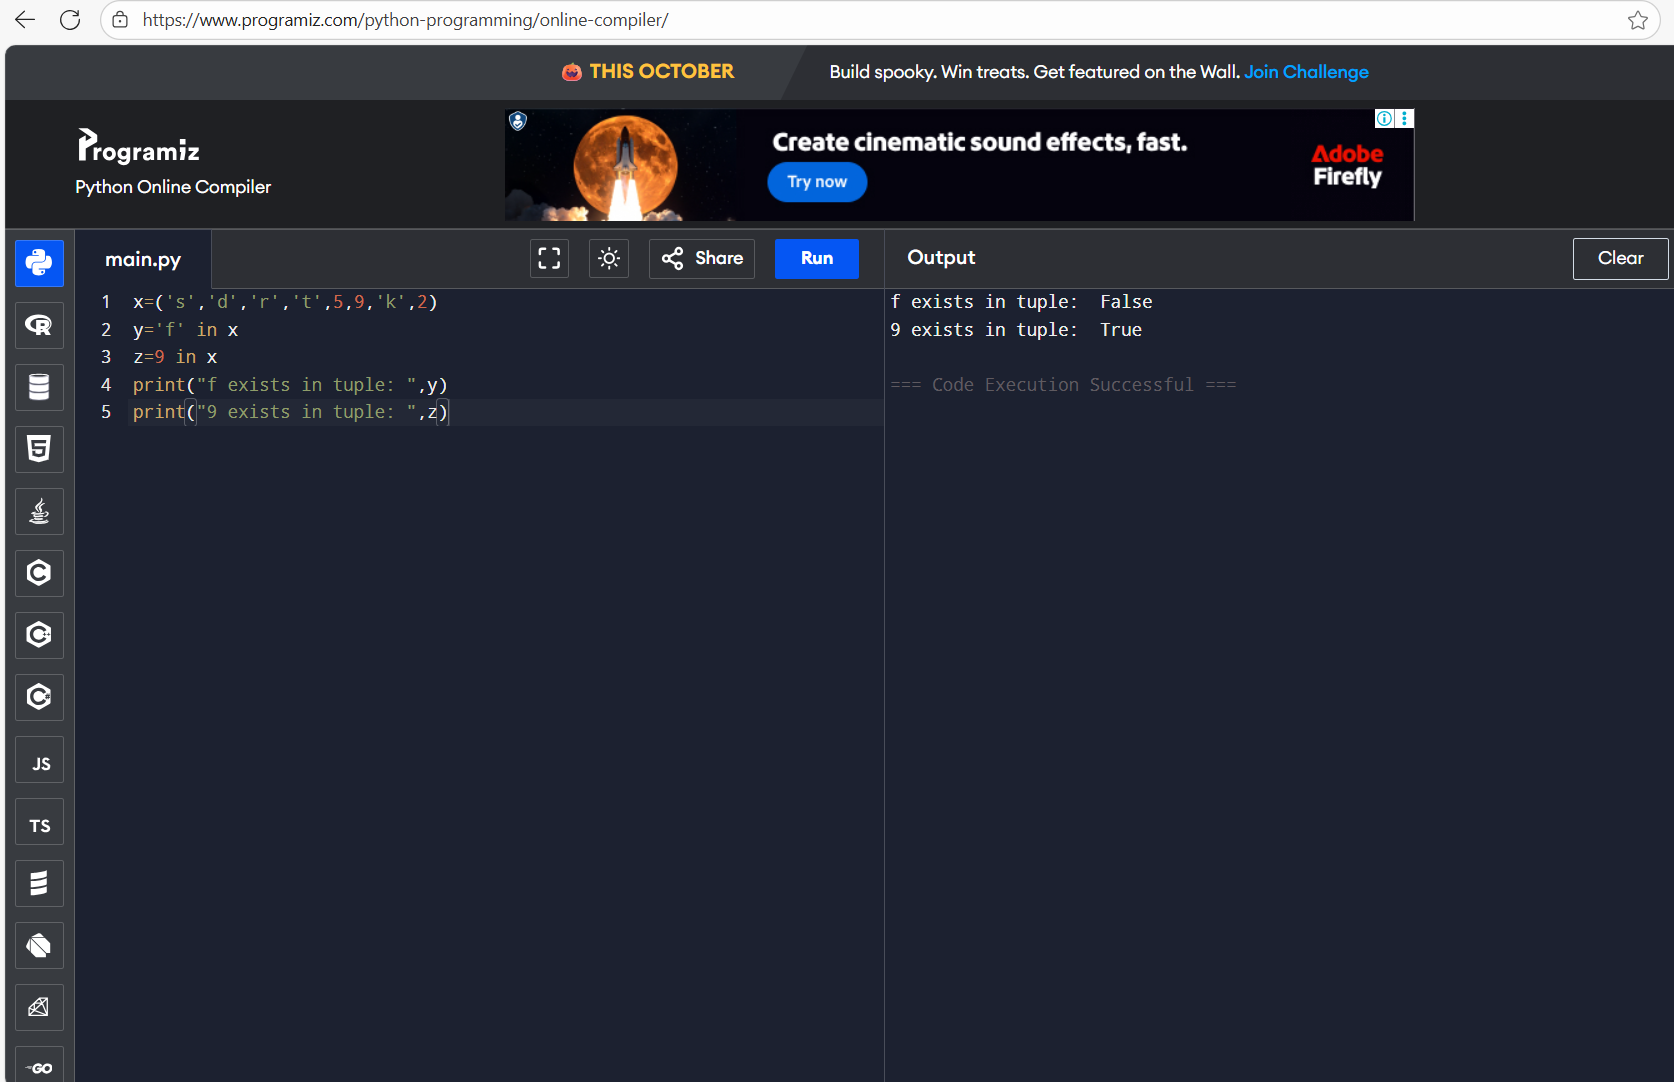 https://www.programiz.com/python-programming/online-compiler/
THIS OCTOBER
Build spooky. Win treats. Get featured on the Wall. Join Challenge
Programiz
Python Online Compiler
Create cinematic sound effects, fast.
Try now
Adobe
Firefly
main.py
Share
Run
Output
Clear
1 x=('s','d','r','t',5,9,'k',2)
2 y='f' in x
3 z=9 in x
4 print("f exists in tuple: ",y)
5 print("9 exists in tuple: ",z)
f exists in tuple:  False
9 exists in tuple:  True
=== Code Execution Successful ===
R
5
C
C++
C#
JS
TS
GO